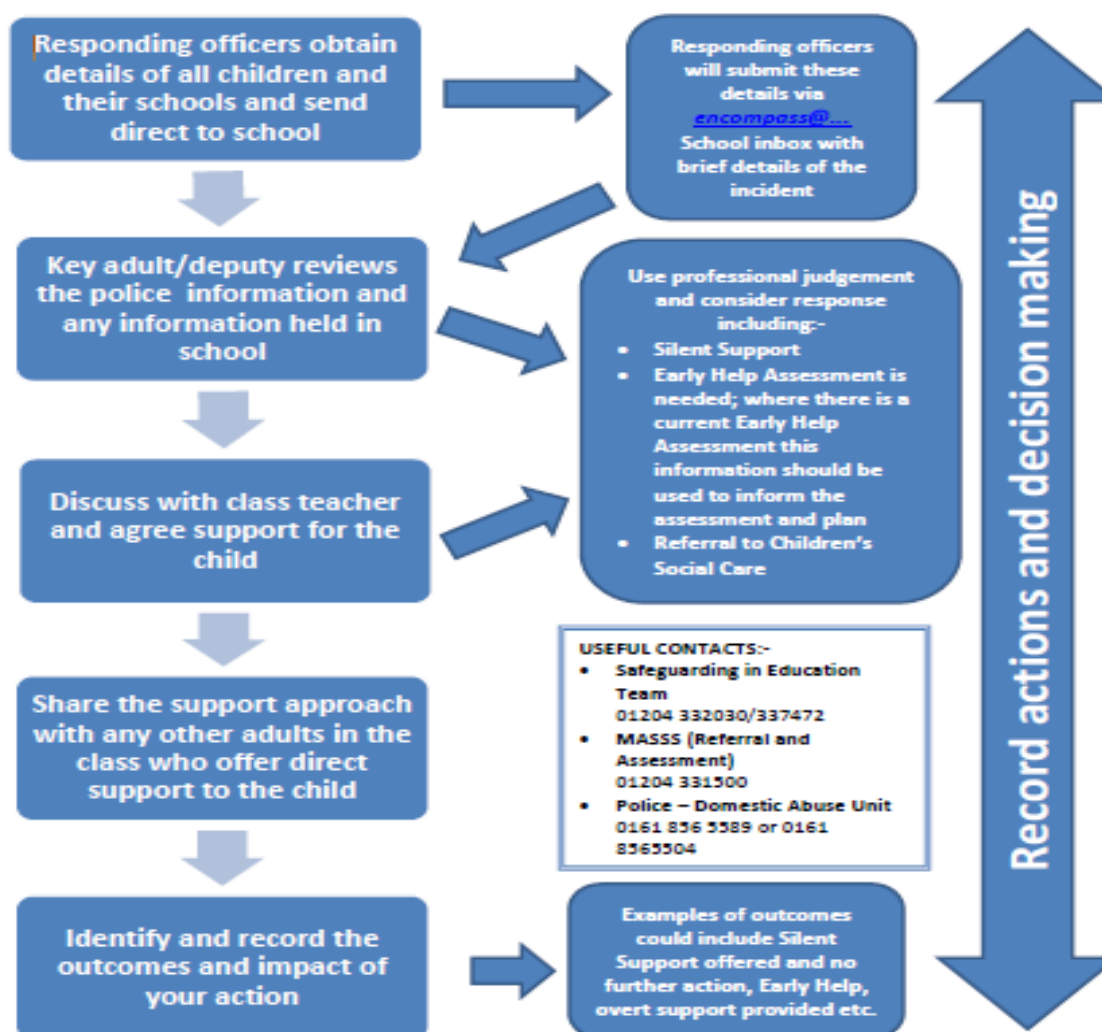 Responding officers obtain
details of all children and
their schools and send
direct to school
Responding officers
will submit these
details via
encompass@...
School inbox with
brief details of the
incident
Key adult/deputy reviews
the police information and
any information held in
school
Use professional judgement
and consider response
including:-
• Silent Support
• Early Help Assessment is
needed; where there is a
current Early Help
Assessment this
information should be
used to inform the
assessment and plan
• Referral to Children's
Social Care
Discuss with class teacher
and agree support for the
child
USEFUL CONTACTS:-
• Safeguarding in Education
Team
01204 332030/337472
• MASSS (Referral and
Assessment)
01204 331500
• Police – Domestic Abuse Unit
0161 856 5589 or 0161
8565504
Share the support approach
with any other adults in the
class who offer direct
support to the child
Identify and record the
outcomes and impact of
your action
Examples of outcomes
could include Silent
Support offered and no
further action, Early Help,
overt support provided etc.
Record actions and decision making